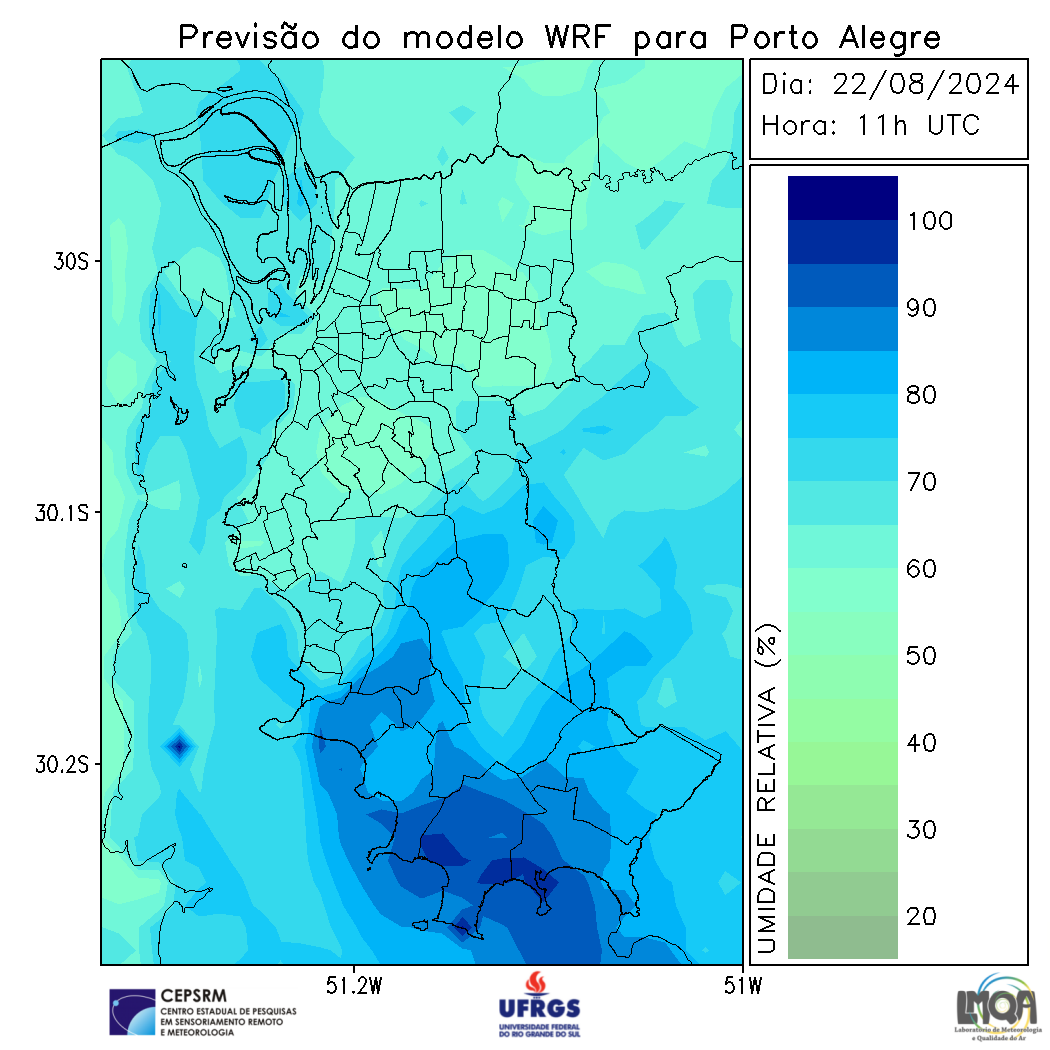 Previsão do modelo WRF para Porto Alegre
Dia: 22/08/2024
Hora: 11h UTC
30S
30.1S
30.2S
51.2W
51W
100
90
80
70
60
50
40
30
20
UMIDADE RELATIVA (%)
CEPSRM
CENTRO ESTADUAL DE PESQUISAS
EM SENSORIAMENTO REMOTO
E METEOROLOGIA
UFRGS
UNIVERSIDADE FEDERAL
DO RIO GRANDE DO SUL
LMQA
Laboratório de Meteorologia
e Qualidade do Ar